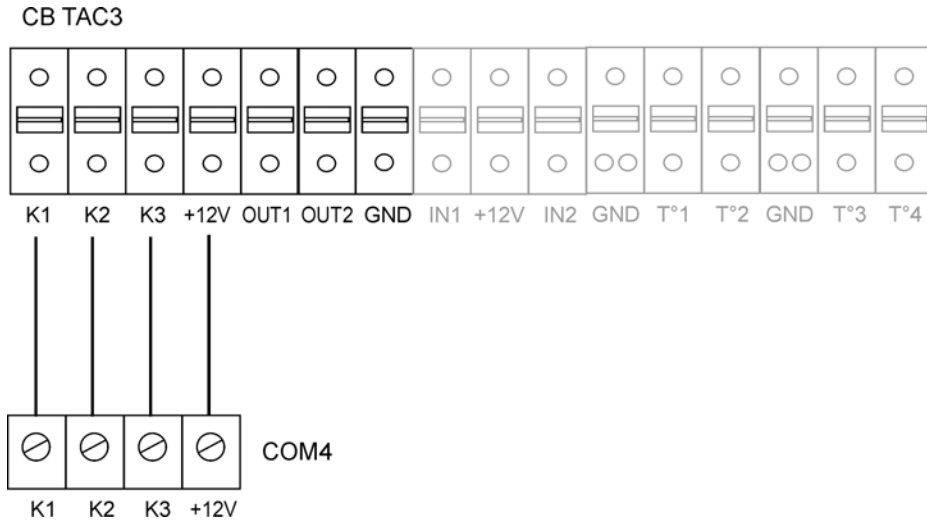 CB TAC3
K1 K2 K3 +12V OUT1 OUT2 GND IN1 +12V IN2 GND T°1 T°2 GND T°3 T°4
COM4
K1 K2 K3 +12V